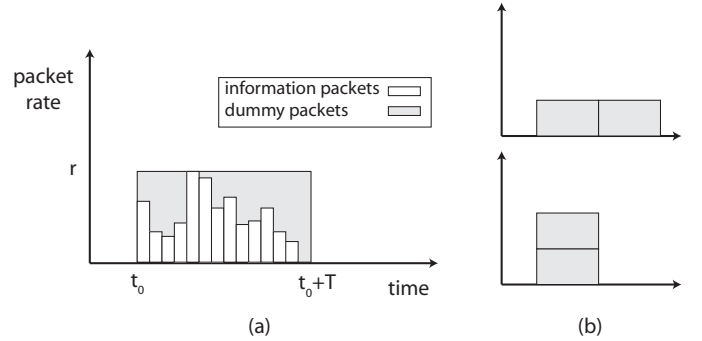 packet
rate
information packets
dummy packets
r
t₀
t₀+T
time
(a)
(b)